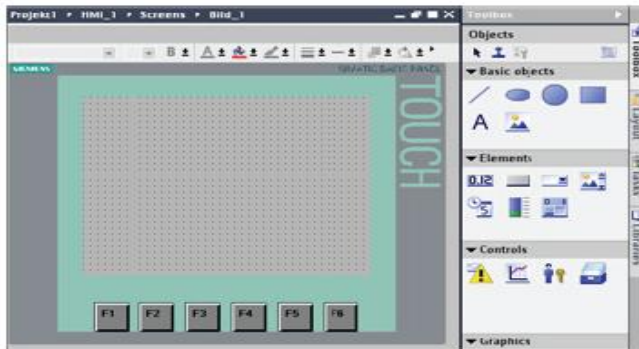 Projekt1 ▸ HMI_1 ▸ Screens ▸ Bild_1
Toolbox
Objects
B A
SIEMENS
SIMATIC BASIC PANEL
TOUCH
Basic objects
A
Elements
0.12
5
Controls
Graphics
F1 F2 F3 F4 F5 F6
Toolbox
Layout
Tasks
Libraries